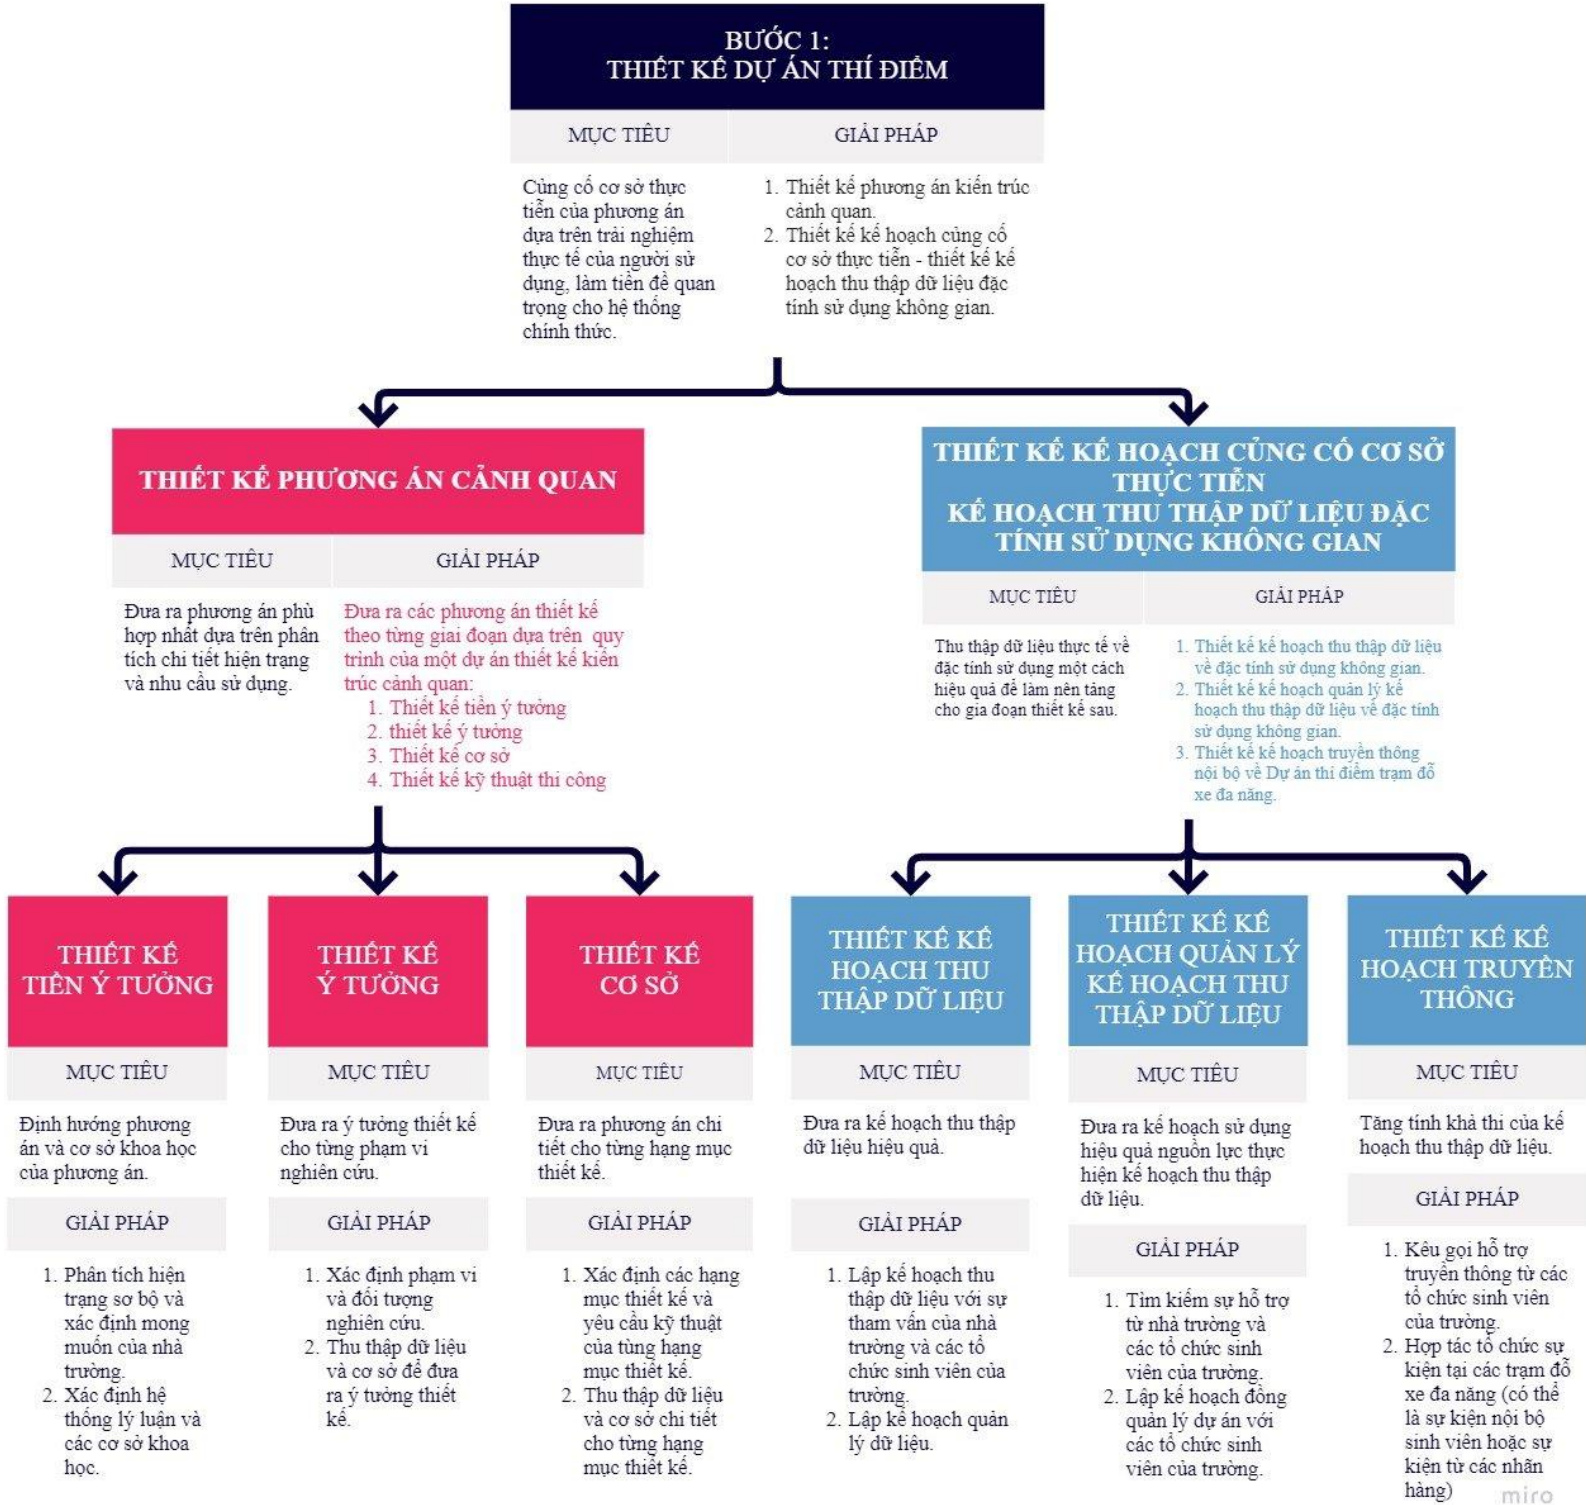 BƯỚC 1:
THIẾT KẾ DỰ ÁN THÍ ĐIỂM
MỤC TIÊU
GIẢI PHÁP
Củng cố cơ sở thực
tiễn của phương án
dựa trên trải nghiệm
thực tế của người sử
dụng, làm tiền đề quan
trọng cho hệ thống
chính thức.
1. Thiết kế phương án kiến trúc
cảnh quan.
2. Thiết kế kế hoạch củng cố
cơ sở thực tiễn - thiết kế kế
hoạch thu thập dữ liệu đặc
tính sử dụng không gian.
THIẾT KẾ PHƯƠNG ÁN CẢNH QUAN
MỤC TIÊU
GIẢI PHÁP
Đưa ra phương án phù
hợp nhất dựa trên phân
tích chi tiết hiện trạng
và nhu cầu sử dụng.
Đưa ra các phương án thiết kế
theo từng giai đoạn dựa trên quy
trình của một dự án thiết kế kiến
trúc cảnh quan:
1. Thiết kế tiền ý tưởng
2. thiết kế ý tưởng
3. Thiết kế cơ sở
4. Thiết kế kỹ thuật thi công
THIẾT KẾ KẾ HOẠCH CỦNG CỐ CƠ SỞ
THỰC TIỄN
KẾ HOẠCH THU THẬP DỮ LIỆU ĐẶC
TÍNH SỬ DỤNG KHÔNG GIAN
MỤC TIÊU
GIẢI PHÁP
Thu thập dữ liệu thực tế về
đặc tính sử dụng một cách
hiệu quả để làm nên tảng
cho gia đoạn thiết kế sau.
1. Thiết kế kế hoạch thu thập dữ liệu
về đặc tính sử dụng không gian.
2. Thiết kế kế hoạch quản lý kế
hoạch thu thập dữ liệu về đặc tính
sử dụng không gian.
3. Thiết kế kế hoạch truyền thông
nội bộ về Dự án thí điểm trạm đỗ
xe đa năng.
THIẾT KẾ
TIỀN Ý TƯỞNG
MỤC TIÊU
Định hướng phương
án và cơ sở khoa học
của phương án.
GIẢI PHÁP
1. Phân tích hiện
trạng sơ bộ và
xác định mong
muốn của nhà
trường.
2. Xác định hệ
thống lý luận và
các cơ sở khoa
học.
THIẾT KẾ
Ý TƯỞNG
MỤC TIÊU
Đưa ra ý tưởng thiết kế
cho từng phạm vi
nghiên cứu.
GIẢI PHÁP
1. Xác định phạm vi
và đối tượng
nghiên cứu.
2. Thu thập dữ liệu
và cơ sở để đưa
ra ý tưởng thiết
kế.
THIẾT KẾ
CƠ SỞ
MỤC TIÊU
Đưa ra phương án chi
tiết cho từng hạng mục
thiết kế.
GIẢI PHÁP
1. Xác định các hạng
mục thiết kế và
yêu cầu kỹ thuật
của tùng hạng
mục thiết kế.
2. Thu thập dữ liệu
và cơ sở chi tiết
cho từng hạng
mục thiết kế.
THIẾT KẾ KẾ
HOẠCH THU
THẬP DỮ LIỆU
MỤC TIÊU
Đưa ra kế hoạch thu thập
dữ liệu hiệu quả.
GIẢI PHÁP
1. Lập kế hoạch thu
thập dữ liệu với sự
tham vấn của nhà
trường và các tổ
chức sinh viên của
trường.
2. Lập kế hoạch quản
lý dữ liệu.
THIẾT KẾ KẾ
HOẠCH QUẢN LÝ
KẾ HOẠCH THU
THẬP DỮ LIỆU
MỤC TIÊU
Đưa ra kế hoạch sử dụng
hiệu quả nguồn lực thực
hiện kế hoạch thu thập
dữ liệu.
GIẢI PHÁP
1. Tìm kiếm sự hỗ trợ
từ nhà trường và
các tổ chức sinh
viên của trường.
2. Lập kế hoạch đồng
quản lý dự án với
các tổ chức sinh
viên của trường.
THIẾT KẾ KẾ
HOẠCH TRUYỀN
THÔNG
MỤC TIÊU
Tăng tính khả thi của kế
hoạch thu thập dữ liệu.
GIẢI PHÁP
1. Kêu gọi hỗ trợ
truyền thông từ các
tổ chức sinh viên
của trường.
2. Hợp tác tổ chức sự
kiện tại các trạm đỗ
xe đa năng (có thể
là sự kiện nội bộ
sinh viên hoặc sự
kiện từ các nhãn
hàng)
miro